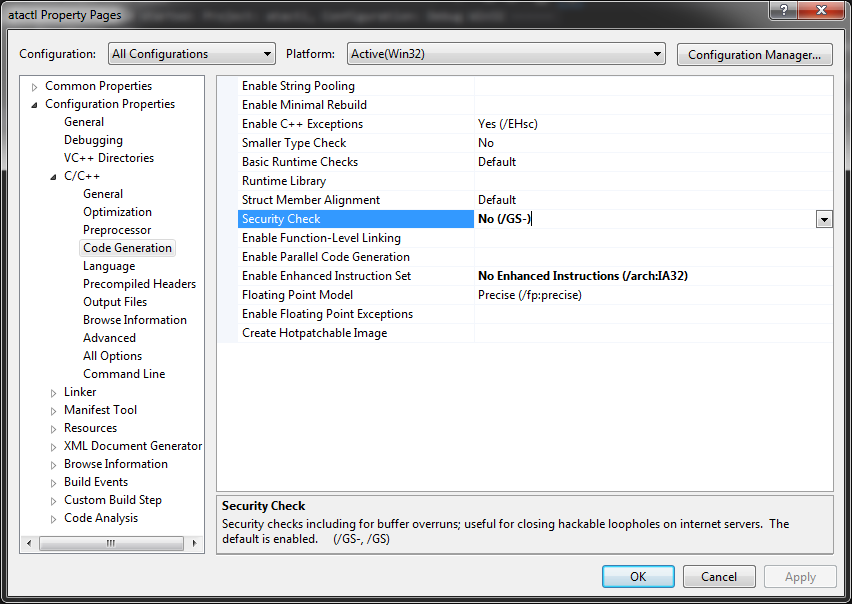 atactl Property Pages
Configuration: All Configurations Platform: Active(Win32) Configuration Manager...
Common Properties
Configuration Properties
General
Debugging
VC++ Directories
C/C++
General
Optimization
Preprocessor
Code Generation
Language
Precompiled Headers
Output Files
Browse Information
Advanced
All Options
Command Line
Linker
Manifest Tool
Resources
XML Document Generator
Browse Information
Build Events
Custom Build Step
Code Analysis
Enable String Pooling
Enable Minimal Rebuild
Enable C++ Exceptions Yes (/EHsc)
Smaller Type Check No
Basic Runtime Checks Default
Runtime Library
Struct Member Alignment Default
Security Check No (/GS-)
Enable Function-Level Linking
Enable Parallel Code Generation
Enable Enhanced Instruction Set No Enhanced Instructions (/arch:IA32)
Floating Point Model Precise (/fp:precise)
Enable Floating Point Exceptions
Create Hotpatchable Image
Security Check
Security checks including for buffer overruns; useful for closing hackable loopholes on internet servers. The
default is enabled. (/GS-, /GS)
OK Cancel Apply